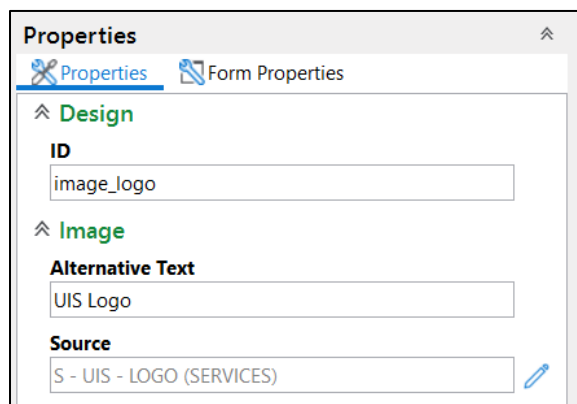 Properties
Properties Form Properties
Design
ID
image_logo
Image
Alternative Text
UIS Logo
Source
S - UIS - LOGO (SERVICES)